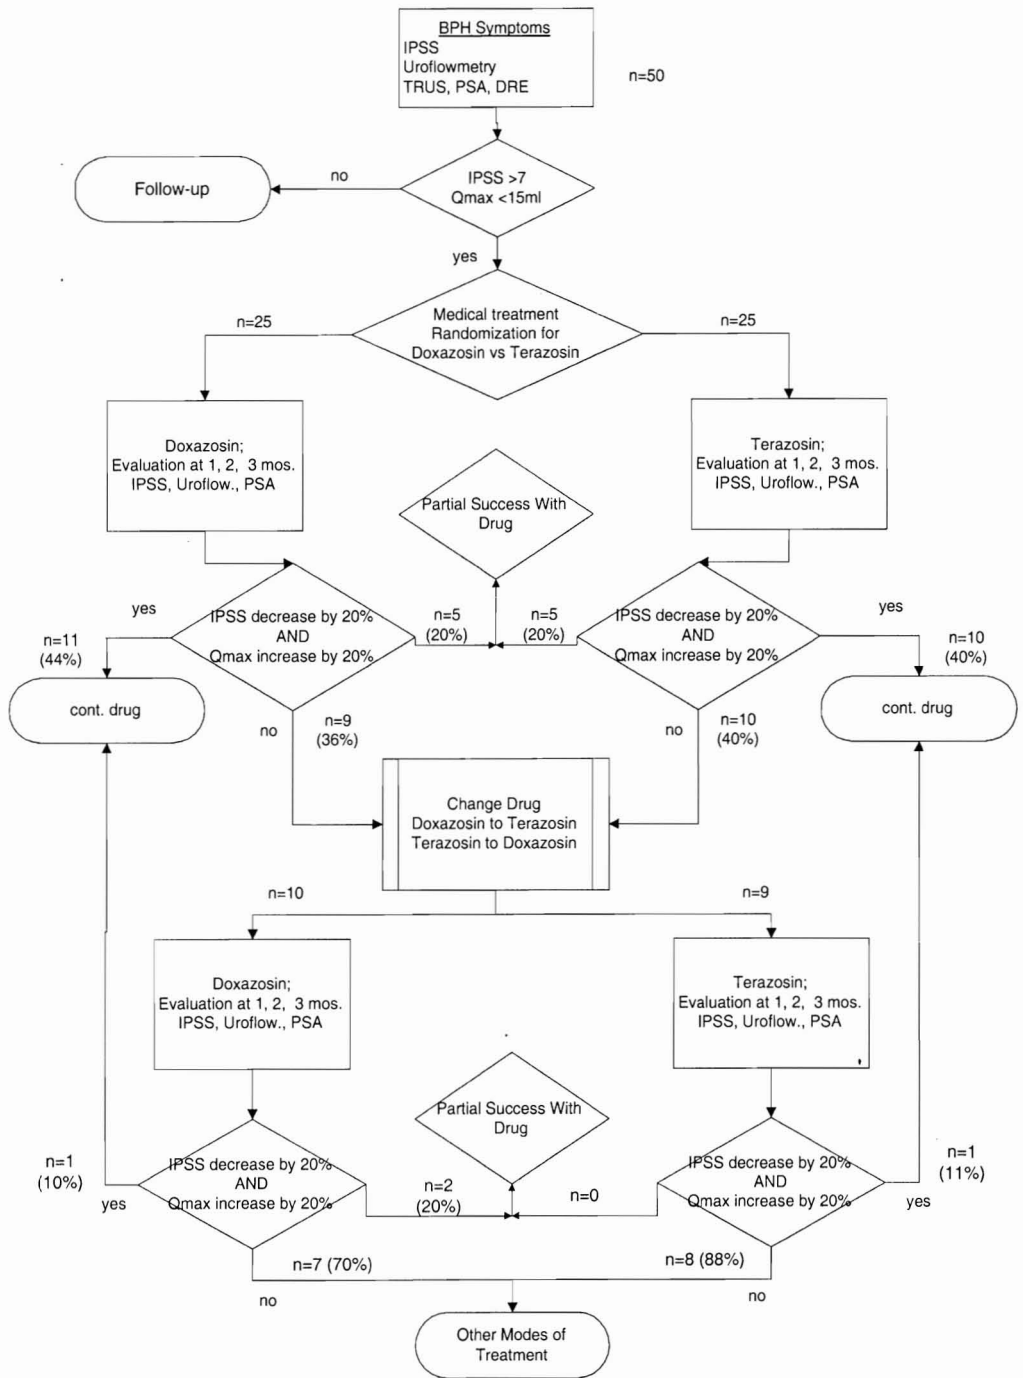 BPH Symptoms
IPSS
Uroflowmetry
TRUS, PSA, DRE
n=50
IPSS >7
Qmax <15ml
no
Follow-up
yes
Medical treatment
Randomization for
Doxazosin vs Terazosin
n=25
n=25
Doxazosin;
Evaluation at 1, 2, 3 mos.
IPSS, Uroflow., PSA
Terazosin;
Evaluation at 1, 2, 3 mos.
IPSS, Uroflow., PSA
Partial Success With
Drug
yes
IPSS decrease by 20%
AND
Qmax increase by 20%
n=5
(20%)
n=5
(20%)
IPSS decrease by 20%
AND
Qmax increase by 20%
yes
n=11
(44%)
n=10
(40%)
cont. drug
cont. drug
no
n=9
(36%)
no
n=10
(40%)
Change Drug
Doxazosin to Terazosin
Terazosin to Doxazosin
n=10
n=9
Doxazosin;
Evaluation at 1, 2, 3 mos.
IPSS, Uroflow., PSA
Terazosin;
Evaluation at 1, 2, 3 mos.
IPSS, Uroflow., PSA
Partial Success With
Drug
n=1
(10%)
yes
IPSS decrease by 20%
AND
Qmax increase by 20%
n=2
(20%)
n=0
IPSS decrease by 20%
AND
Qmax increase by 20%
n=1
(11%)
yes
n=7 (70%)
n=8 (88%)
no
no
Other Modes of
Treatment